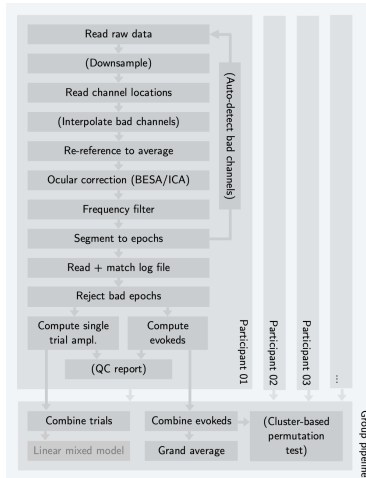 Read raw data
(Downsample)
Read channel locations
(Interpolate bad channels)
Re-reference to average
Ocular correction (BESA/ICA)
Frequency filter
Segment to epochs
(Auto-detect bad channels)
Read + match log file
Reject bad epochs
Compute single
trial ampl.
Compute
evokeds
(QC report)
Participant 01
Participant 02
Participant 03
...
Combine trials
Linear mixed model
Combine evokeds
Grand average
(Cluster-based
permutation
test)
Group pipeline